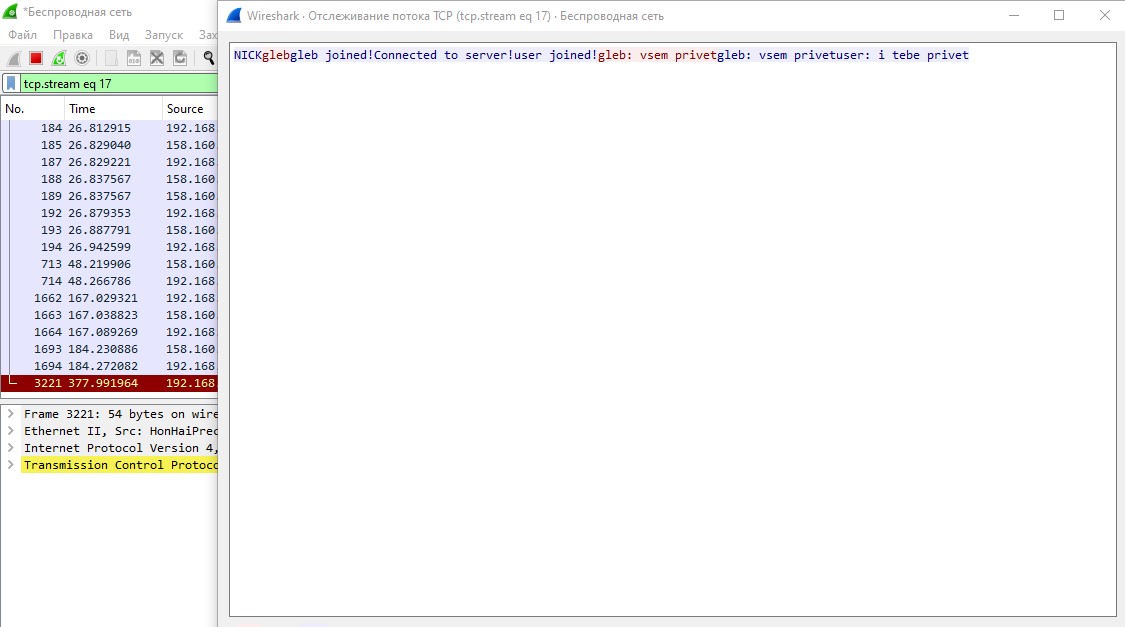 *Беспроводная сеть
Файл Правка Вид Запуск Зах
tcp.stream eq 17
No. Time Source
184 26.812915 192.168
185 26.829040 158.160
187 26.829221 192.168
188 26.837567 158.160
189 26.837567 158.160
192 26.879353 192.168
193 26.887791 158.160
194 26.942599 192.168
713 48.219906 158.160
714 48.266786 192.168
1662 167.029321 192.168
1663 167.038823 158.160
1664 167.089269 192.168
1693 184.230886 158.160
1694 184.272082 192.168
3221 377.991964 192.168
Frame 3221: 54 bytes on wire
Ethernet II, Src: HonHaiPrec
Internet Protocol Version 4,
Transmission Control Protoco
Wireshark · Отслеживание потока TCP (tcp.stream eq 17) · Беспроводная сеть
NICKglebgleb joined!Connected to server!user joined!gleb: vsem privetgleb: vsem privetuser: i tebe privet